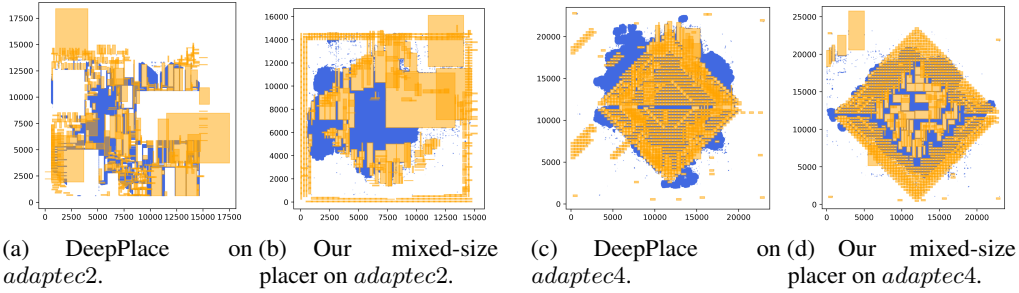 17500
15000
12500
10000
7500
5000
2500
0
0 2500 5000 7500 10000 12500 15000 17500
16000
14000
12000
10000
8000
6000
4000
2000
0
0 2500 5000 7500 10000 12500 15000
20000
15000
10000
5000
0
0 5000 10000 15000 20000
25000
20000
15000
10000
5000
0
0 5000 10000 15000 20000
(a) DeepPlace on
adaptec2.
(b) Our mixed-size
placer on adaptec2.
(c) DeepPlace on
adaptec4.
(d) Our mixed-size
placer on adaptec4.